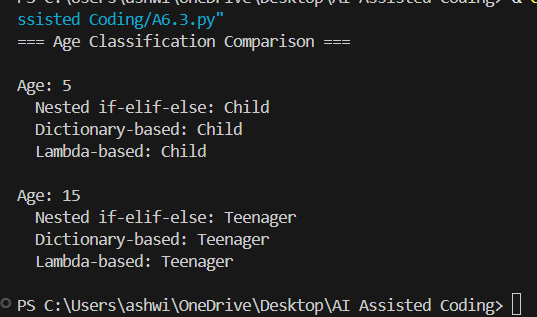 PS C:\Users\ashwi\OneDrive\Desktop\AI Assisted Coding> &
ssisted Coding/A6.3.py"
=== Age Classification Comparison ===
Age: 5
Nested if-elif-else: Child
Dictionary-based: Child
Lambda-based: Child
Age: 15
Nested if-elif-else: Teenager
Dictionary-based: Teenager
Lambda-based: Teenager
PS C:\Users\ashwi\OneDrive\Desktop\AI Assisted Coding>